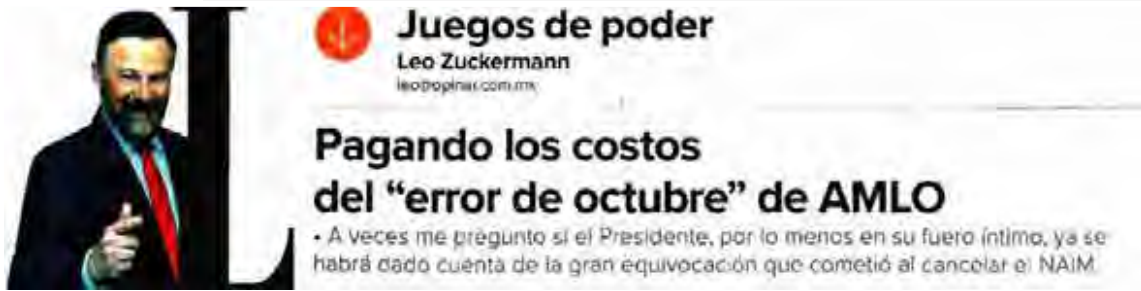 L
Juegos de poder
Leo Zuckermann
leo@opinar.com.mx
Pagando los costos
del “error de octubre” de AMLO
• A veces me pregunto si el Presidente, por lo menos en su fuero íntimo, ya se
habrá dado cuenta de la gran equivocación que cometió al cancelar el NAIM.